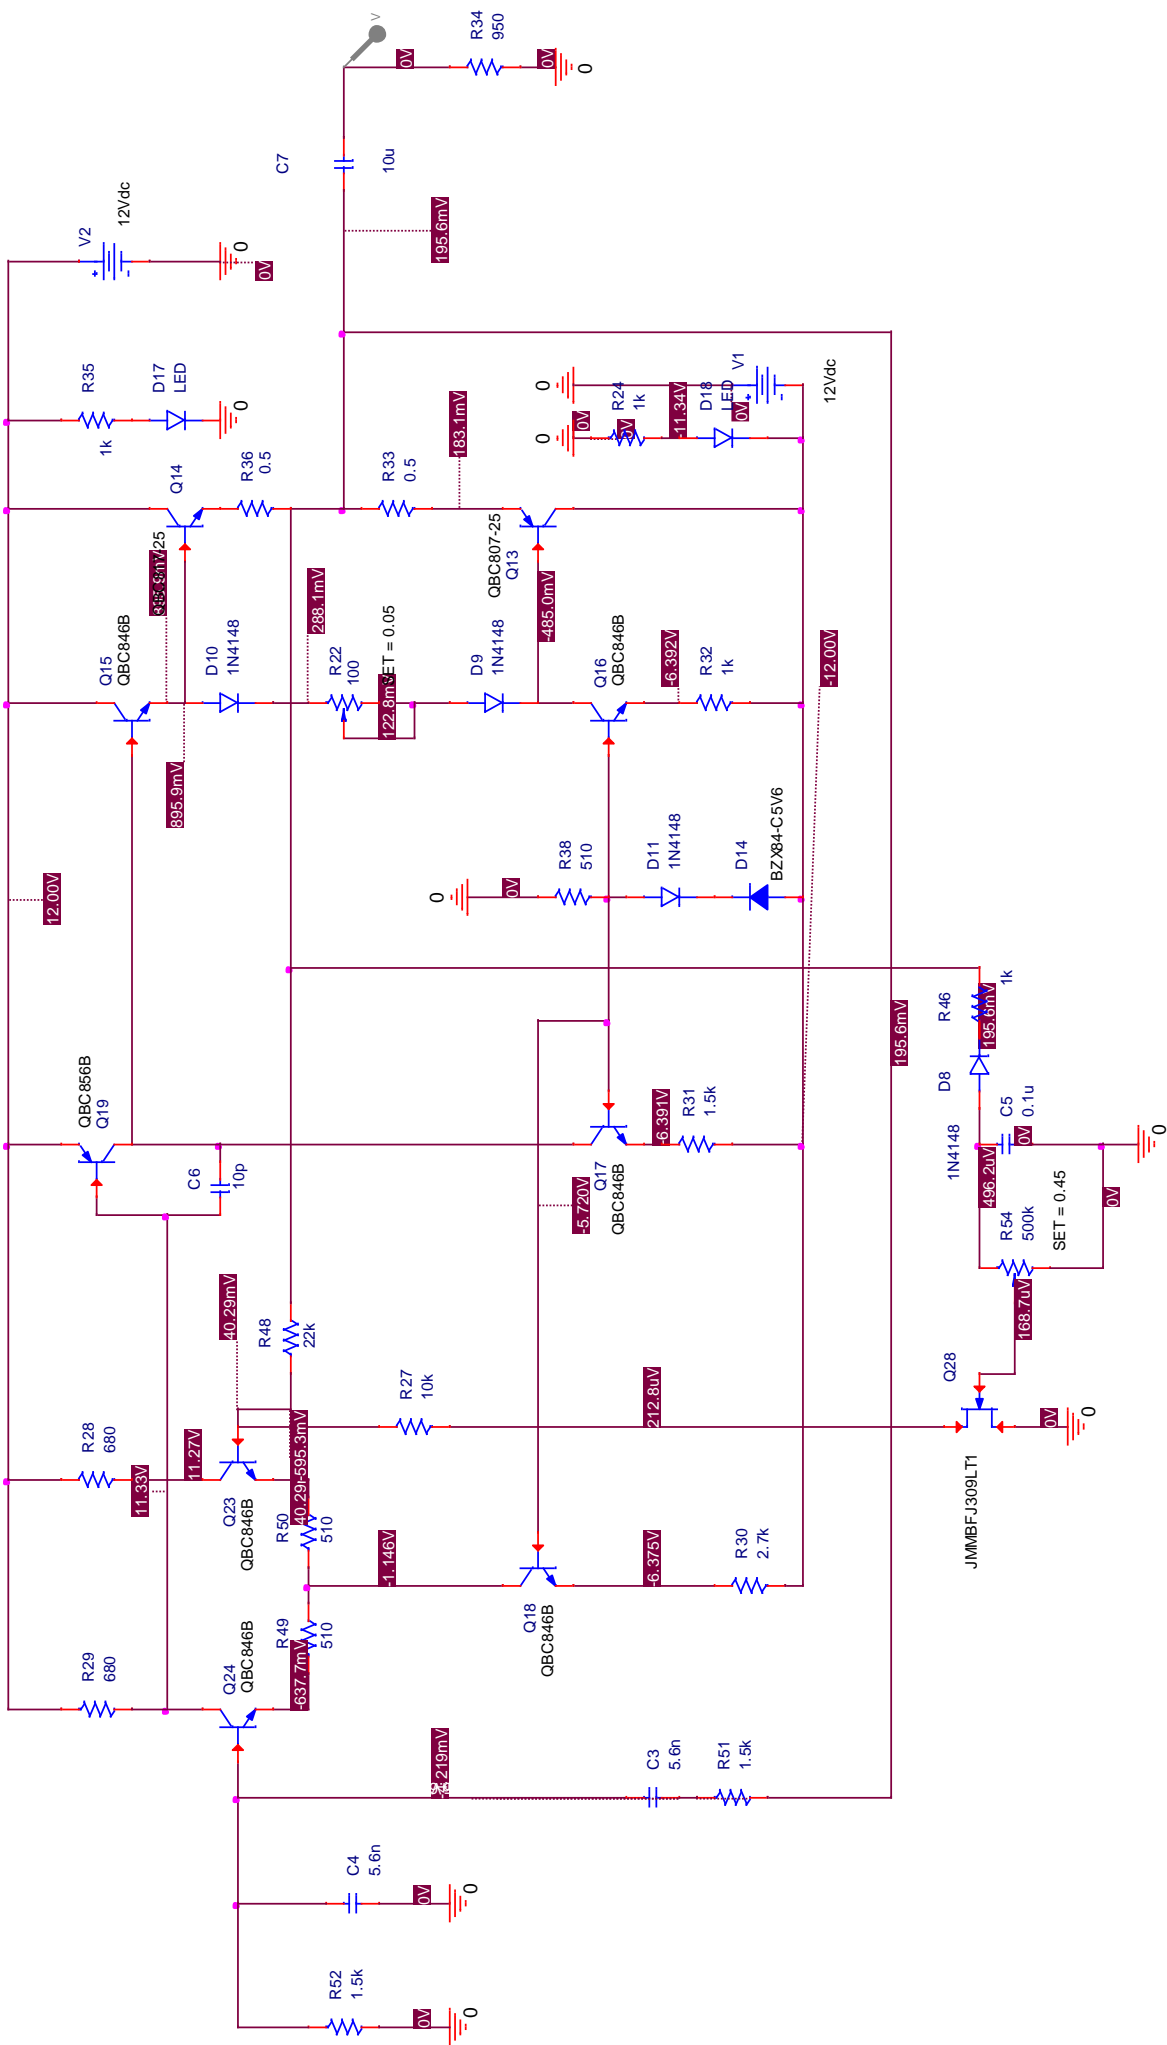 V
R34
950
0V
0V
0
C7
10u
195.6mV
V2
12Vdc
0
0V
R35
1k
D17
LED
0
0
0
0V
R24
1k
0V
-11.34V
D18
LED
0V
V1
12Vdc
Q14
R36
0.5
R33
0.5
183.1mV
QBC807-25
Q13
Q15
QBC846B
D10
1N4148
895.9mV
288.1mV
R22
100
SET = 0.05
122.8mV
D9
1N4148
-485.0mV
Q16
QBC846B
-6.392V
R32
1k
-12.00V
12.00V
0
0V
R38
510
D11
1N4148
D14
BZX84-C5V6
QBC856B
Q19
C6
10p
Q17
QBC846B
-6.391V
R31
1.5k
-5.720V
195.6mV
R46
1k
195.6mV
D8
1N4148
C5
0.1u
0V
496.2uV
R54
500k
SET = 0.45
0V
0
168.7uV
Q28
JMMBFJ309LT1
0V
0
40.29mV
R48
22k
R27
10k
212.8uV
R28
680
11.27V
11.33V
Q23
QBC846B
-595.3mV
R50
510
-1.146V
Q18
QBC846B
-6.375V
R30
2.7k
R49
510
-637.7mV
R29
680
Q24
QBC846B
C3
5.6n
R51
1.5k
C4
5.6n
0V
0
R52
1.5k
0V
0